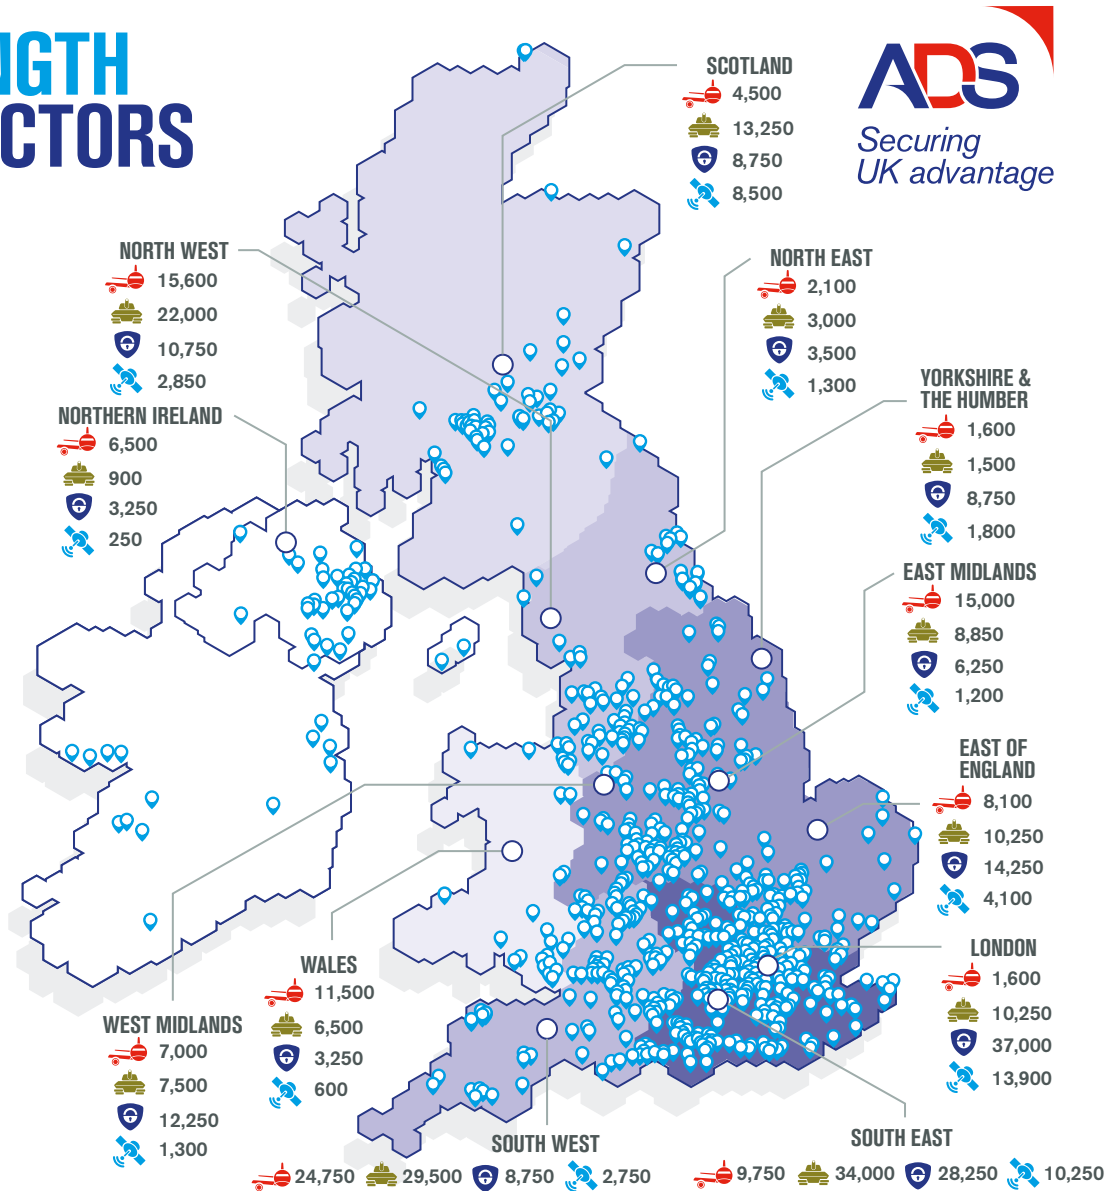 NGTH
CTORS
ADS
Securing
UK advantage
SCOTLAND
4,500
13,250
8,750
8,500
NORTH WEST
15,600
22,000
10,750
2,850
NORTH EAST
2,100
3,000
3,500
1,300
YORKSHIRE &
THE HUMBER
1,600
1,500
8,750
1,800
NORTHERN IRELAND
6,500
900
3,250
250
EAST MIDLANDS
15,000
8,850
6,250
1,200
EAST OF
ENGLAND
8,100
10,250
14,250
4,100
LONDON
1,600
10,250
37,000
13,900
WALES
11,500
6,500
3,250
600
WEST MIDLANDS
7,000
7,500
12,250
1,300
SOUTH WEST
24,750 29,500 8,750 2,750
SOUTH EAST
9,750 34,000 28,250 10,250